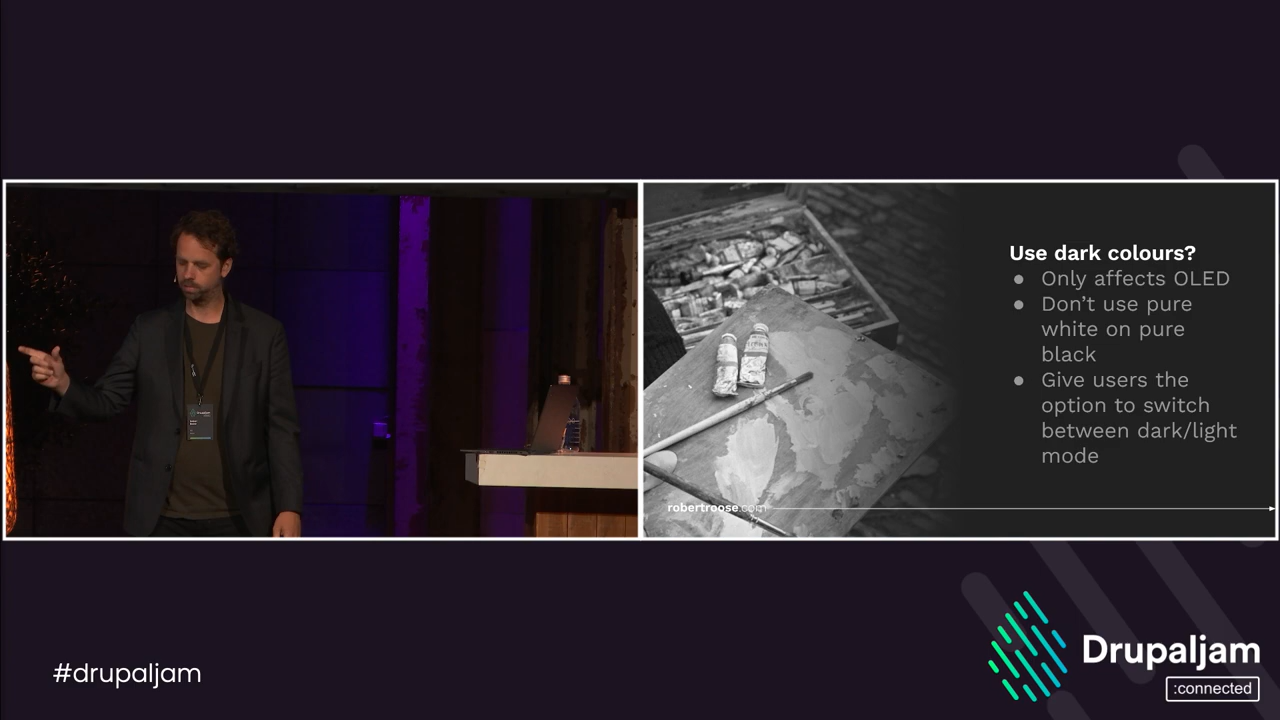 Use dark colours?
● Only affects OLED
● Don’t use pure
white on pure
black
● Give users the
option to switch
between dark/light
mode
robertroose.com
Drupaljam
#drupaljam
Drupaljam
:connected